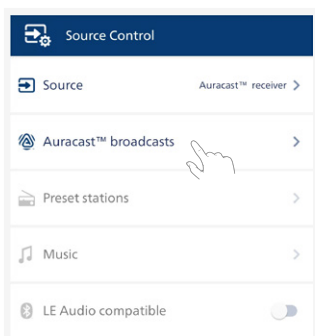 Source Control
Source Auracast™ receiver
Auracast™ broadcasts
Preset stations
Music
LE Audio compatible